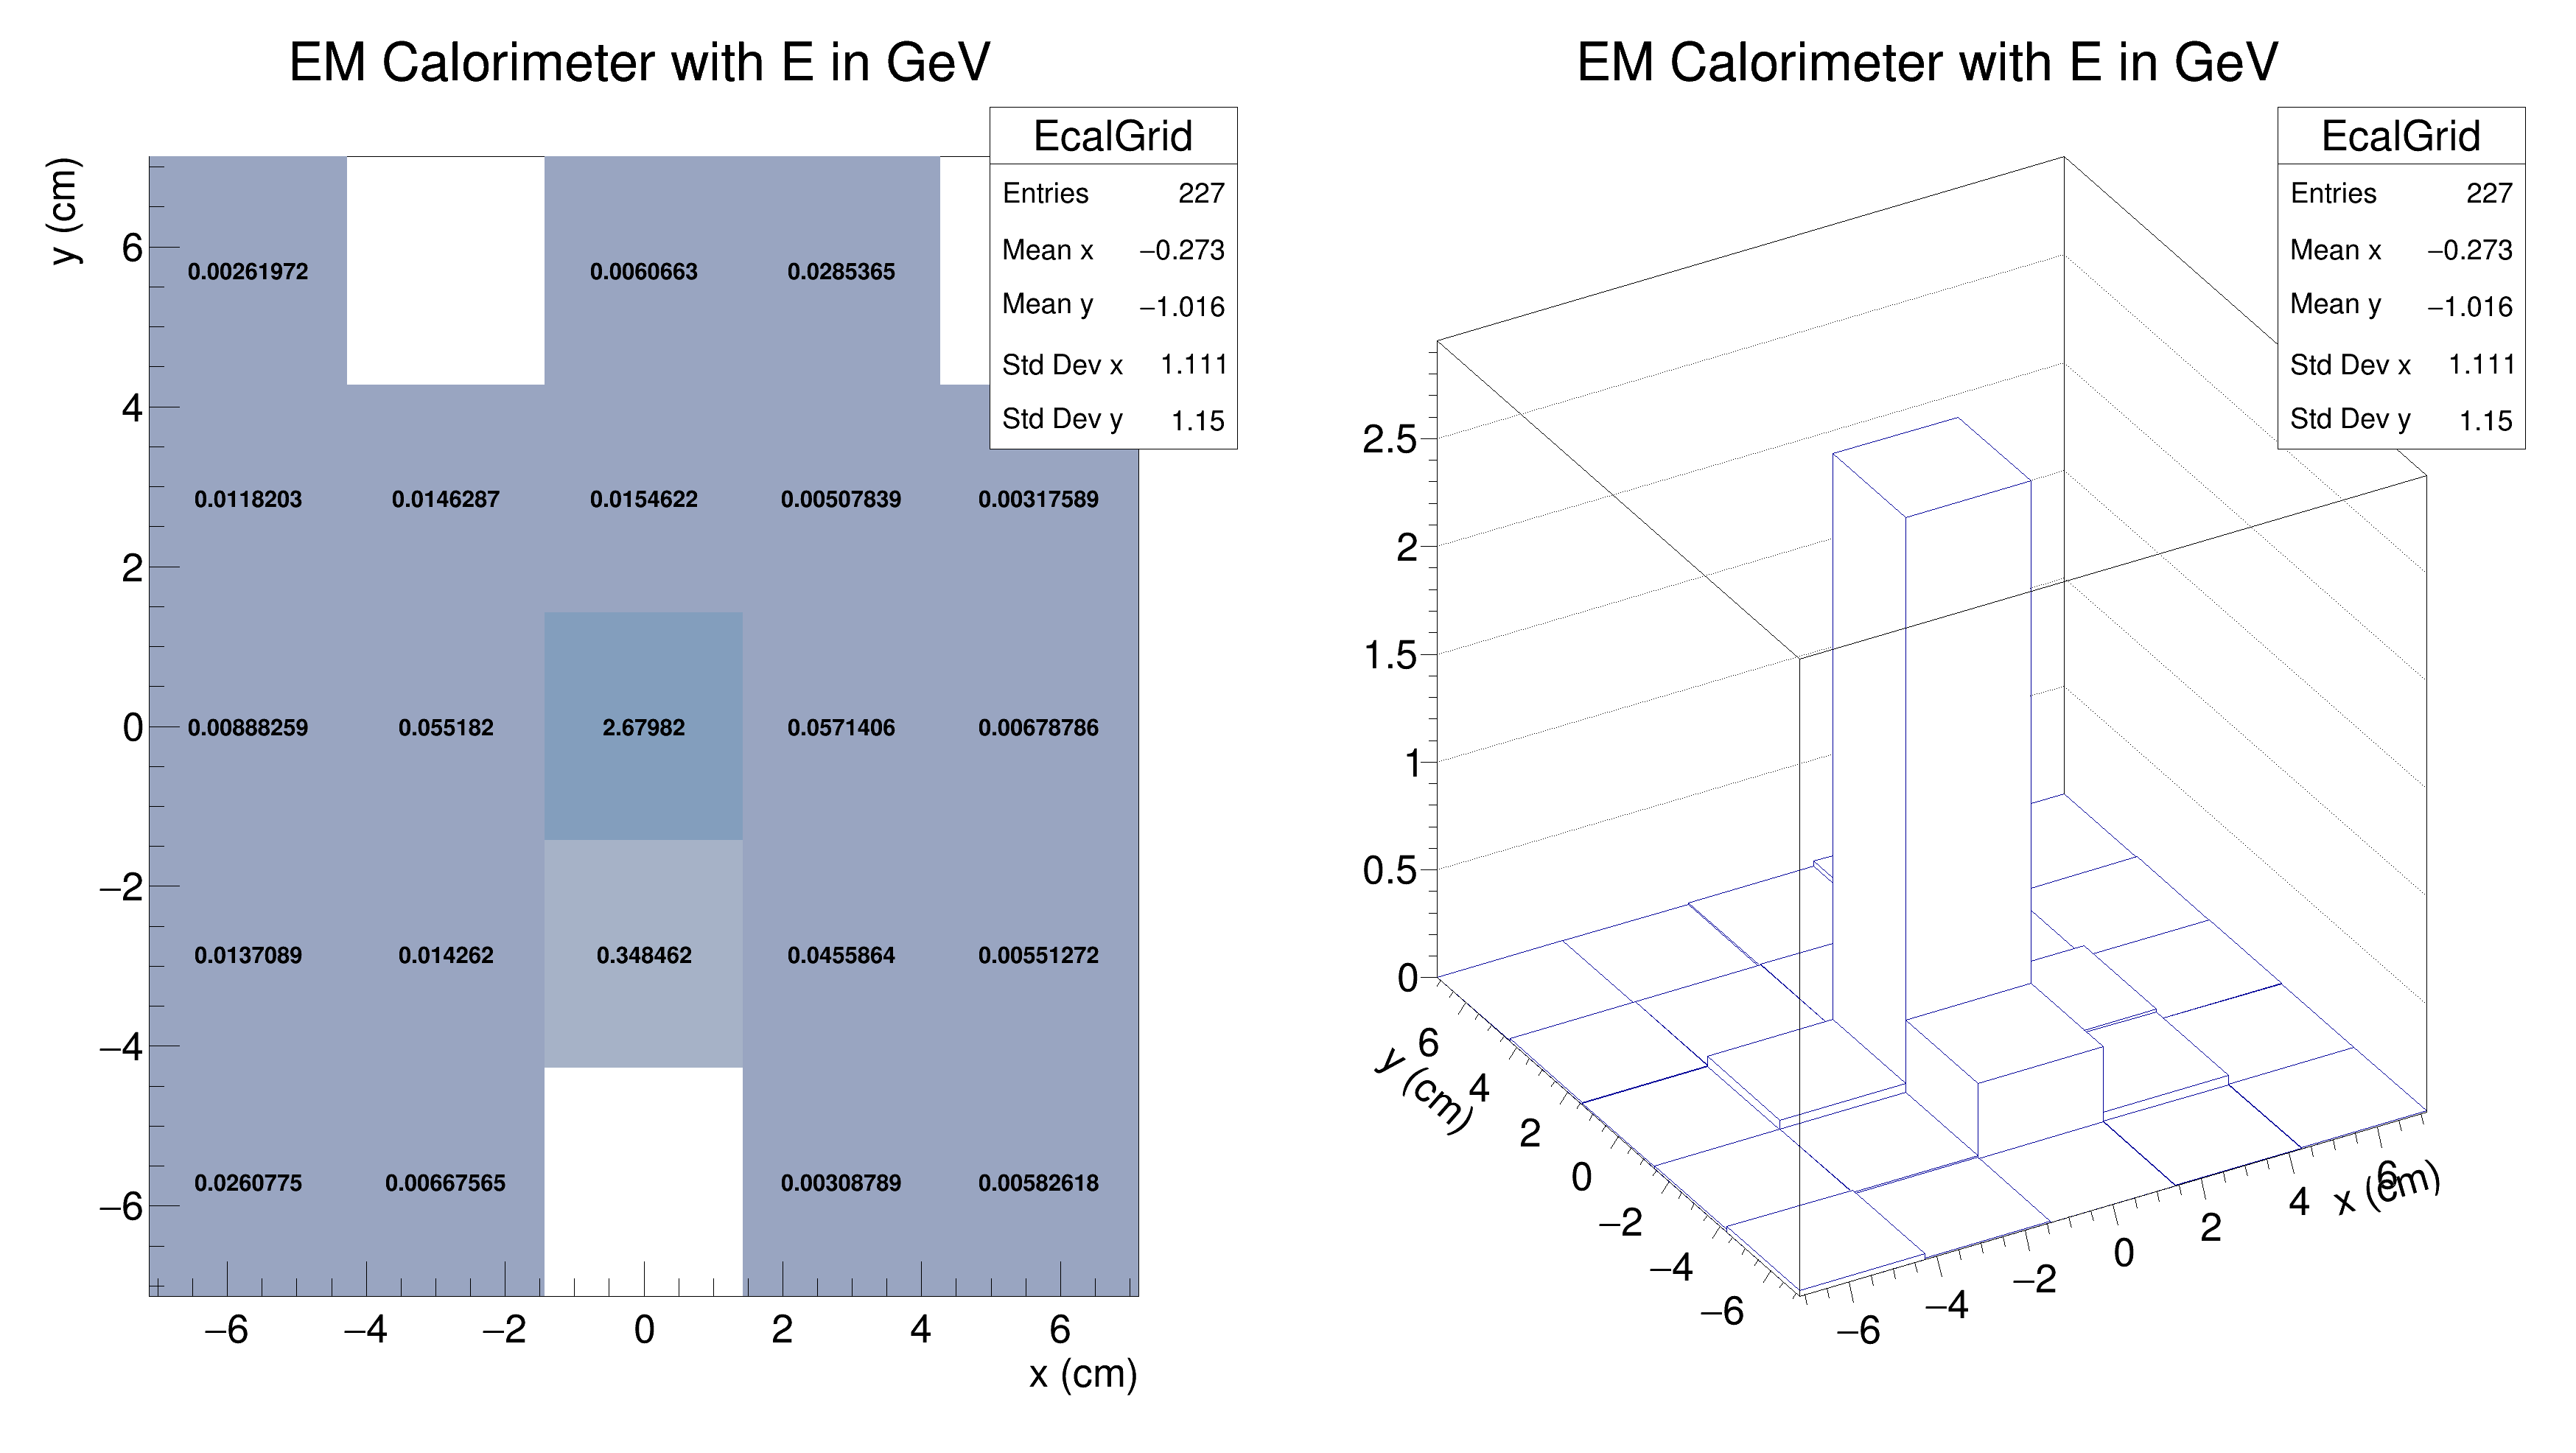 EM Calorimeter with E in GeV
EcalGrid
Entries 227
Mean x −0.273
Mean y −1.016
Std Dev x 1.111
Std Dev y 1.15
y (cm)
6
4
2
0
−2
−4
−6
0.00261972 0.0060663 0.0285365
0.0118203 0.0146287 0.0154622 0.00507839 0.00317589
0.00888259 0.055182 2.67982 0.0571406 0.00678786
0.0137089 0.014262 0.348462 0.0455864 0.00551272
0.0260775 0.00667565 0.00308789 0.00582618
−6 −4 −2 0 2 4 6
x (cm)
EM Calorimeter with E in GeV
EcalGrid
Entries 227
Mean x −0.273
Mean y −1.016
Std Dev x 1.111
Std Dev y 1.15
2.5
2
1.5
1
0.5
0
y (cm)
6
4
2
0
−2
−4
−6
−6 −4 −2 0 2 4 6
x (cm)